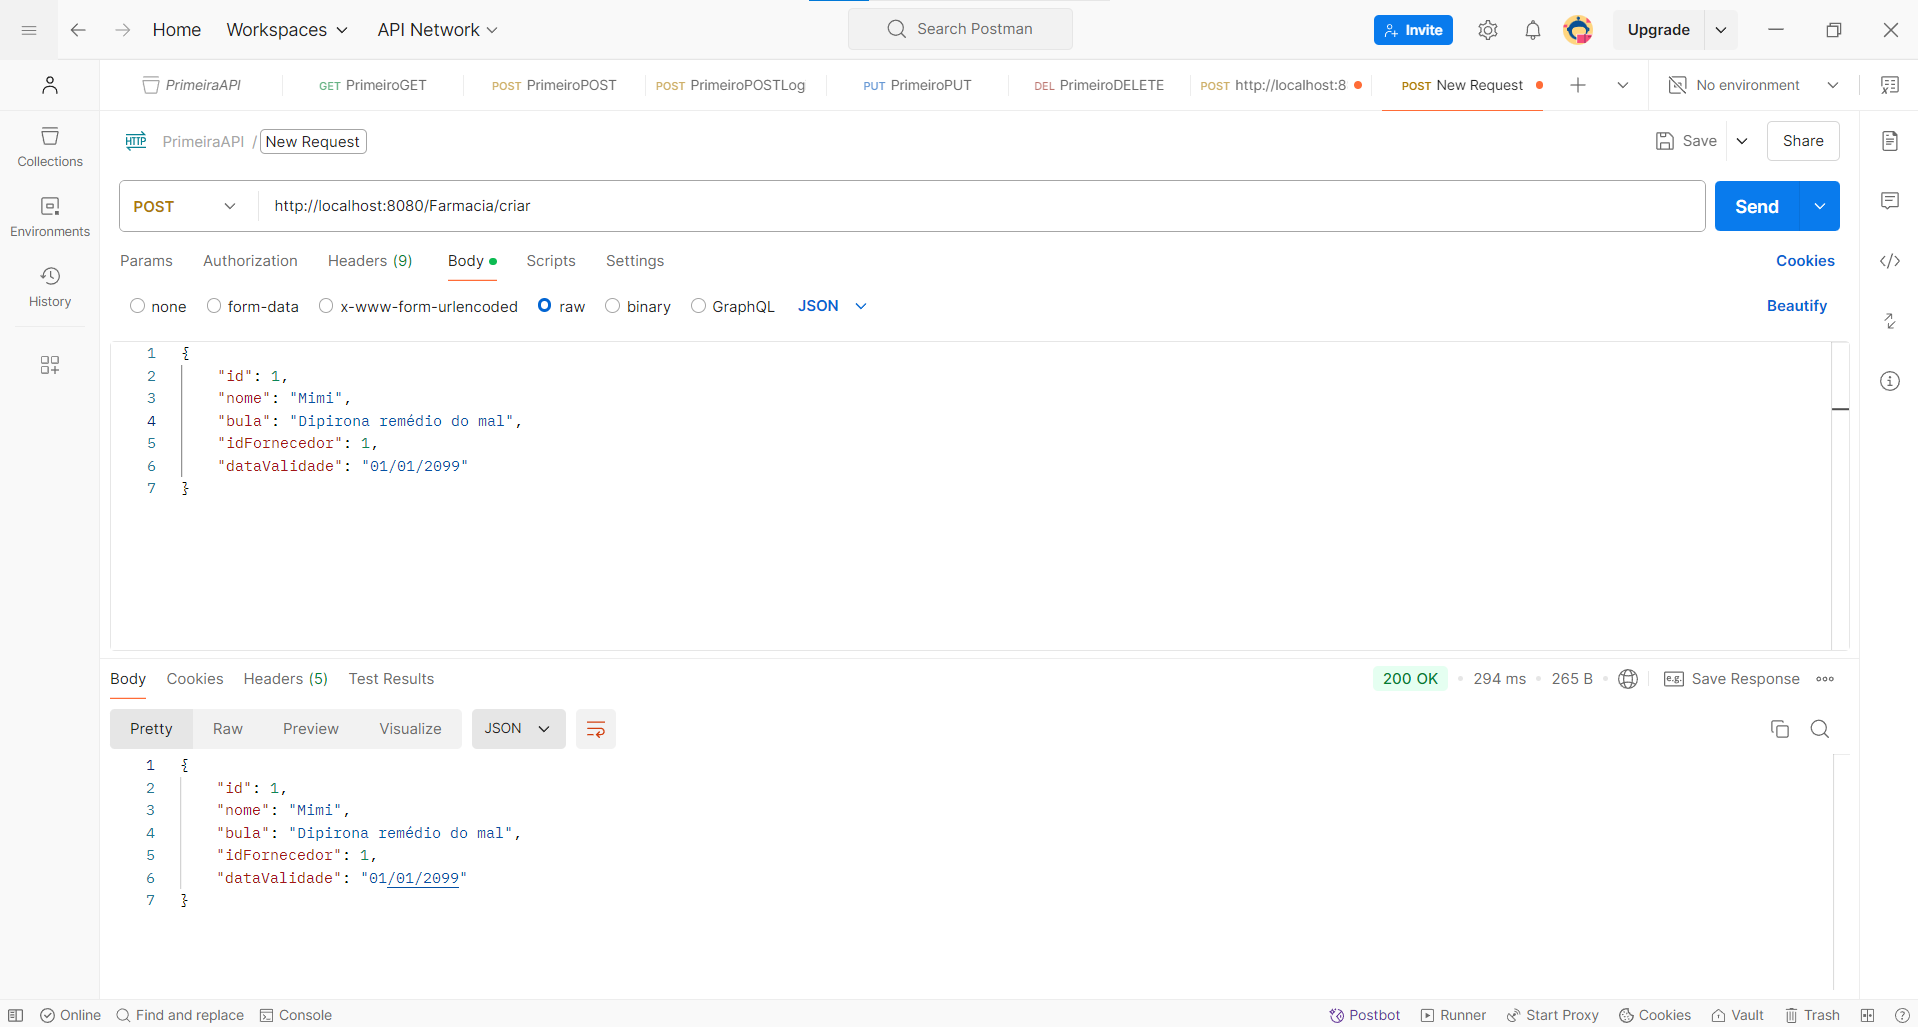 Home Workspaces API Network Search Postman Invite Upgrade
PrimeiraAPI GET PrimeiroGET POST PrimeiroPOST POST PrimeiroPOSTLog PUT PrimeiroPUT DEL PrimeiroDELETE POST http://localhost:8 POST New Request No environment
HTTP PrimeiraAPI / New Request Save Share
Collections
Environments
History
POST http://localhost:8080/Farmacia/criar Send
Params Authorization Headers (9) Body Scripts Settings Cookies
none form-data x-www-form-urlencoded raw binary GraphQL JSON Beautify
1 {
2 "id": 1,
3 "nome": "Mimi",
4 "bula": "Dipirona remédio do mal",
5 "idFornecedor": 1,
6 "dataValidade": "01/01/2099"
7 }
Body Cookies Headers (5) Test Results 200 OK 294 ms 265 B e.g. Save Response
Pretty Raw Preview Visualize JSON
1 {
2 "id": 1,
3 "nome": "Mimi",
4 "bula": "Dipirona remédio do mal",
5 "idFornecedor": 1,
6 "dataValidade": "01/01/2099"
7 }
Online Find and replace Console Postbot Runner Start Proxy Cookies Vault Trash